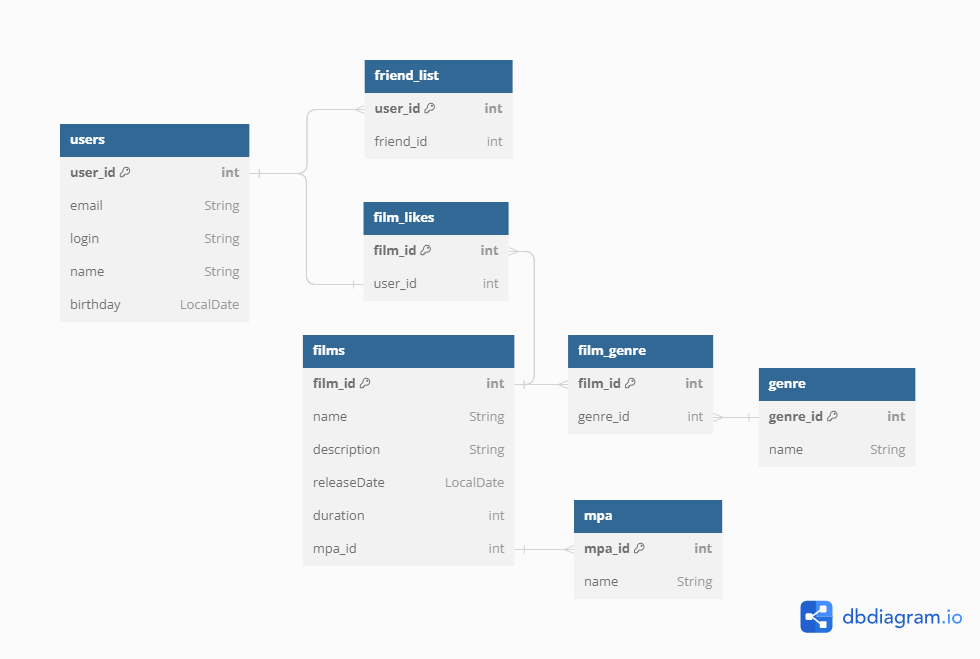 friend_list
user_id int
friend_id int
users
user_id int
email String
login String
name String
birthday LocalDate
film_likes
film_id int
user_id int
films
film_id int
name String
description String
releaseDate LocalDate
duration int
mpa_id int
film_genre
film_id int
genre_id int
genre
genre_id int
name String
mpa
mpa_id int
name String
dbdiagram.io